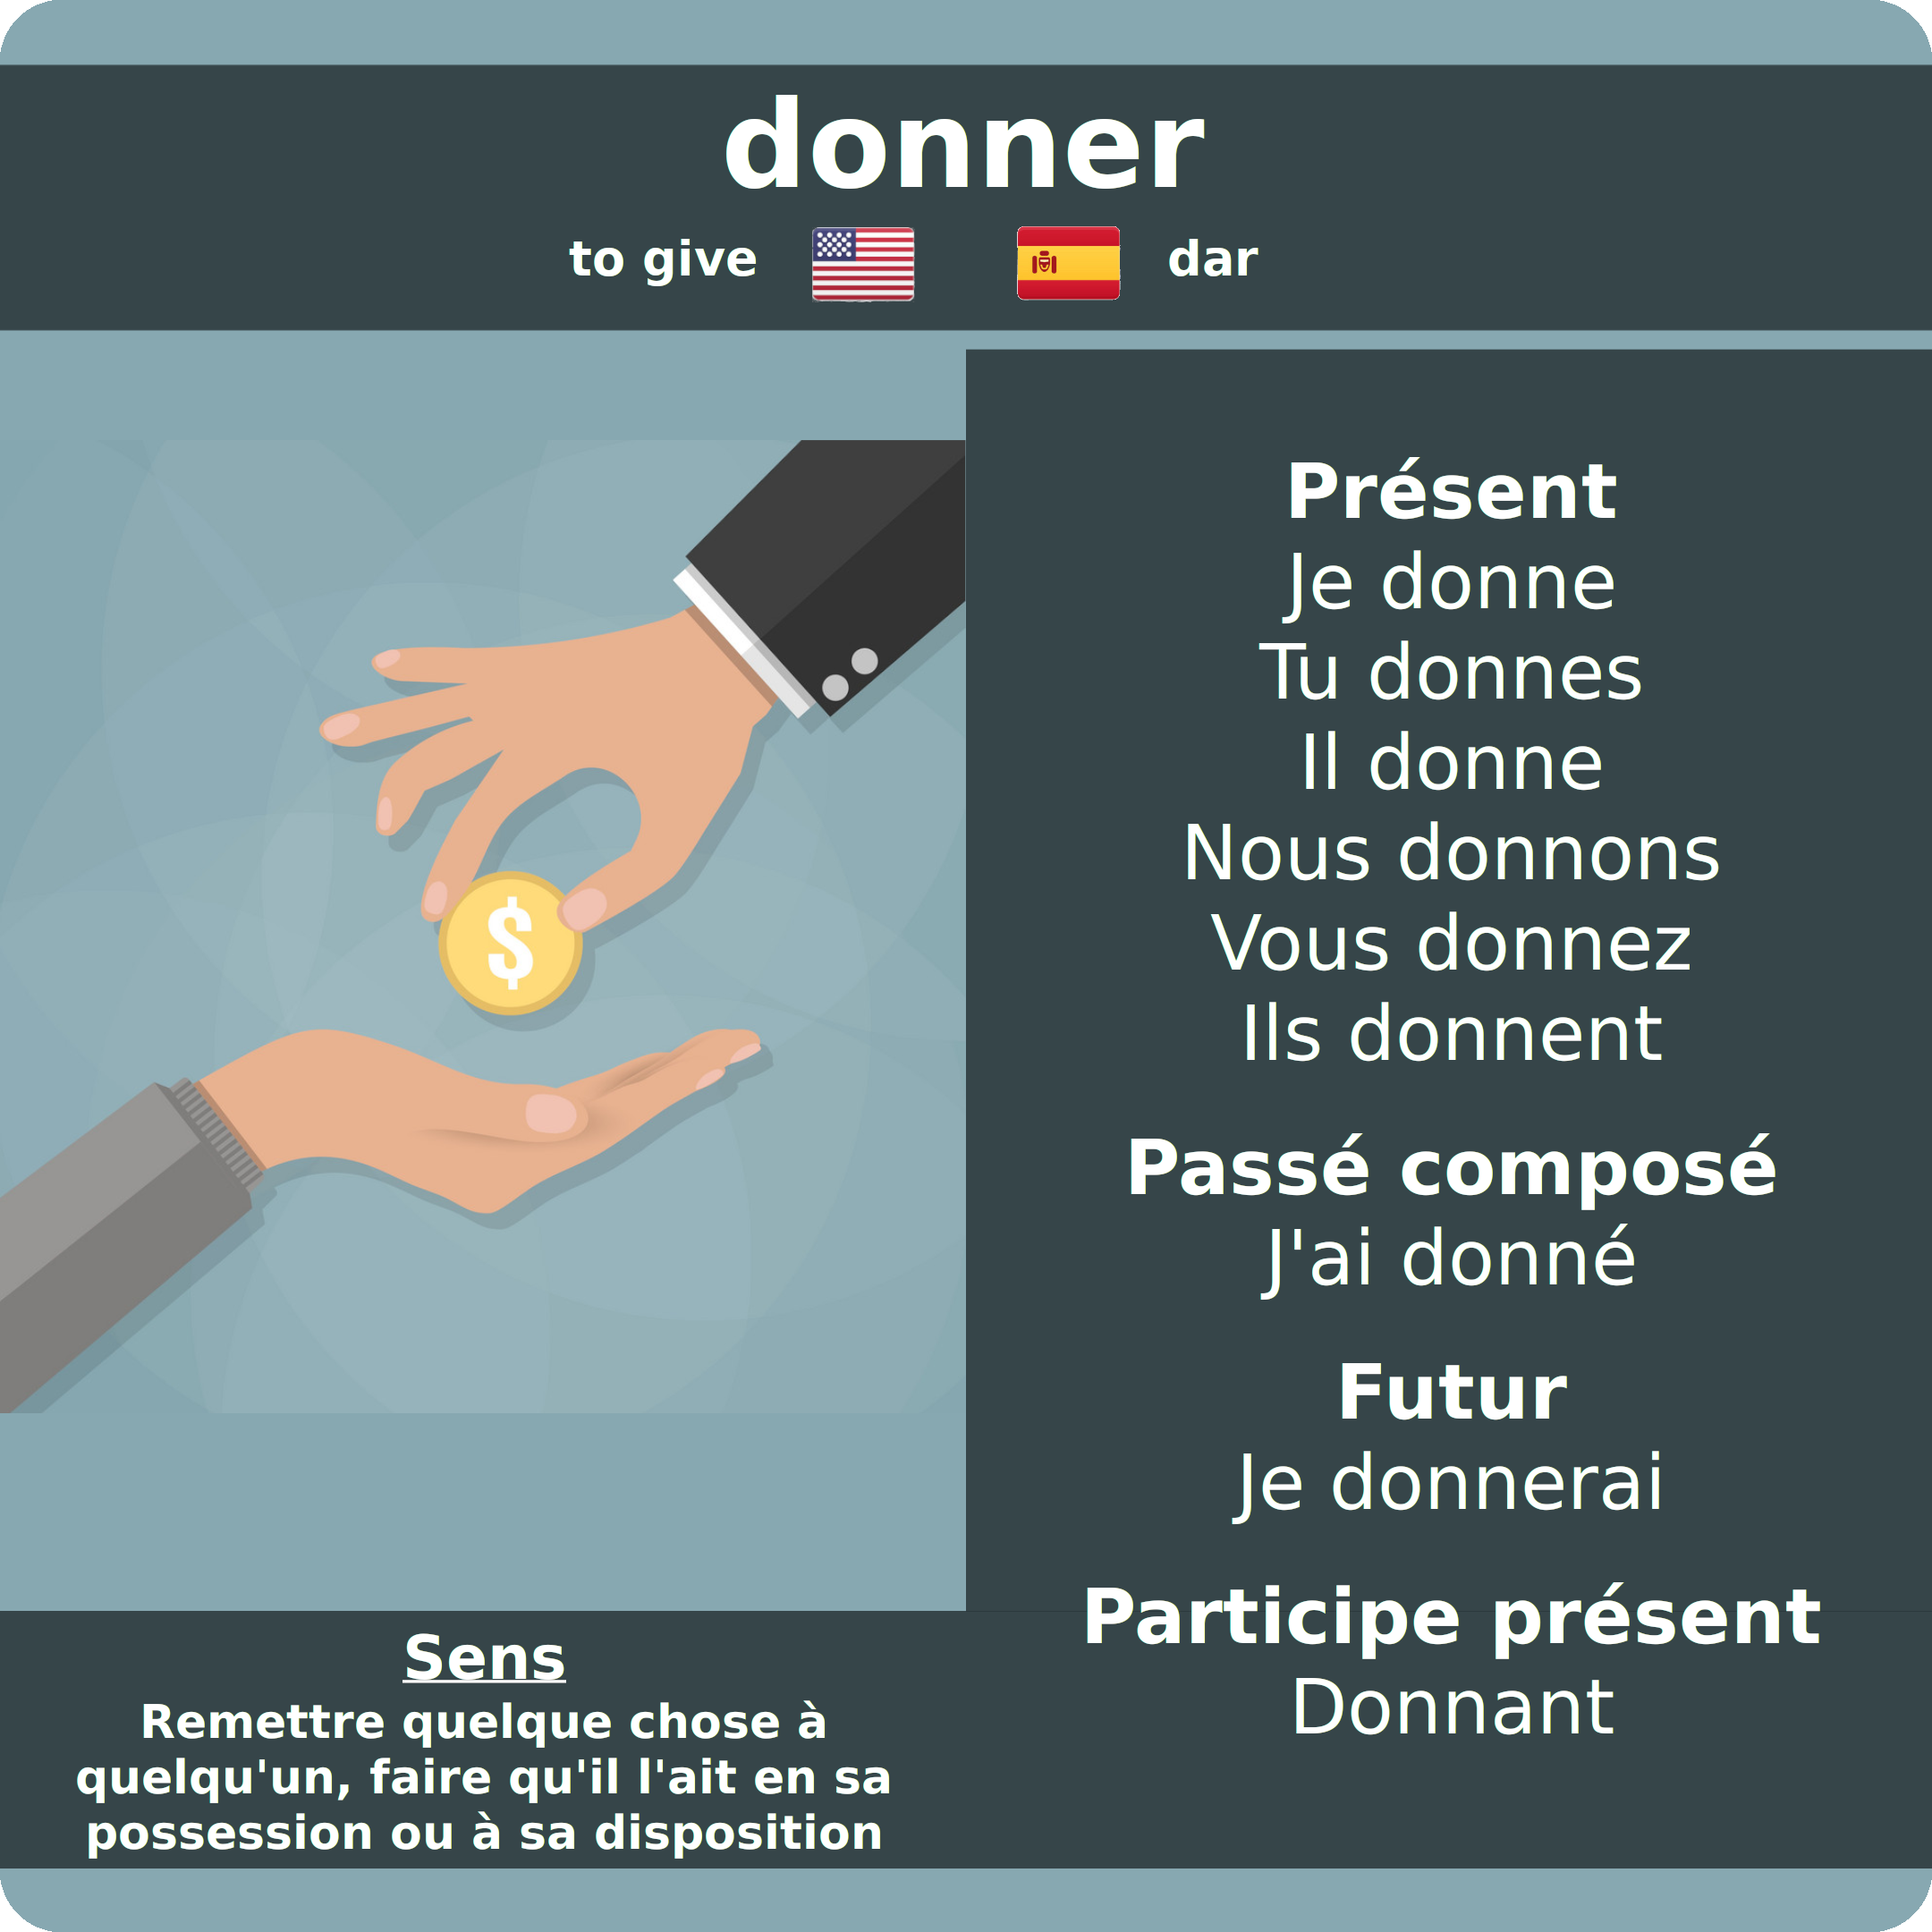 donner
to give
dar
$
Présent
Je donne
Tu donnes
Il donne
Nous donnons
Vous donnez
Ils donnent
Passé composé
J'ai donné
Futur
Je donnerai
Participe présent
Donnant
Sens
Remettre quelque chose à
quelqu'un, faire qu'il l'ait en sa
possession ou à sa disposition